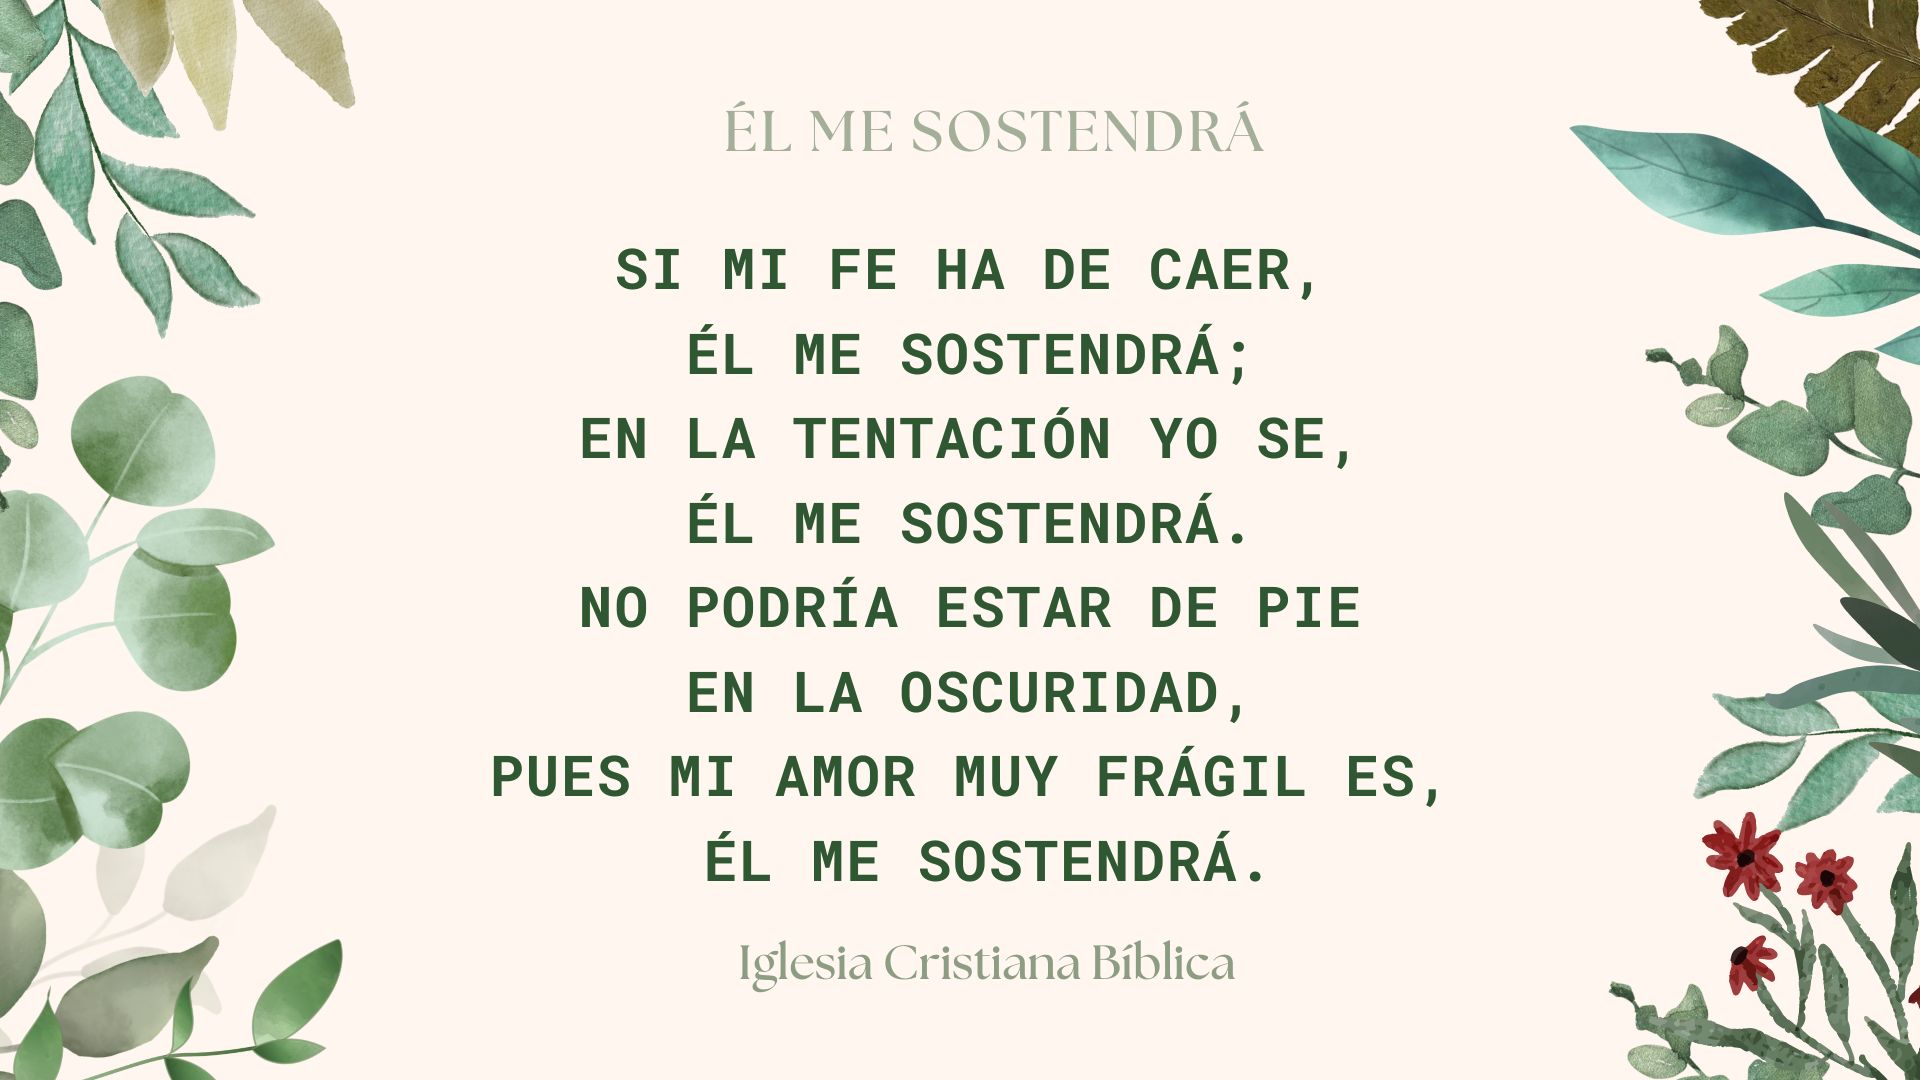 ÉL ME SOSTENDRÁ
SI MI FE HA DE CAER,
ÉL ME SOSTENDRÁ;
EN LA TENTACIÓN YO SE,
ÉL ME SOSTENDRÁ.
NO PODRÍA ESTAR DE PIE
EN LA OSCURIDAD,
PUES MI AMOR MUY FRÁGIL ES,
ÉL ME SOSTENDRÁ.
Iglesia Cristiana Bíblica